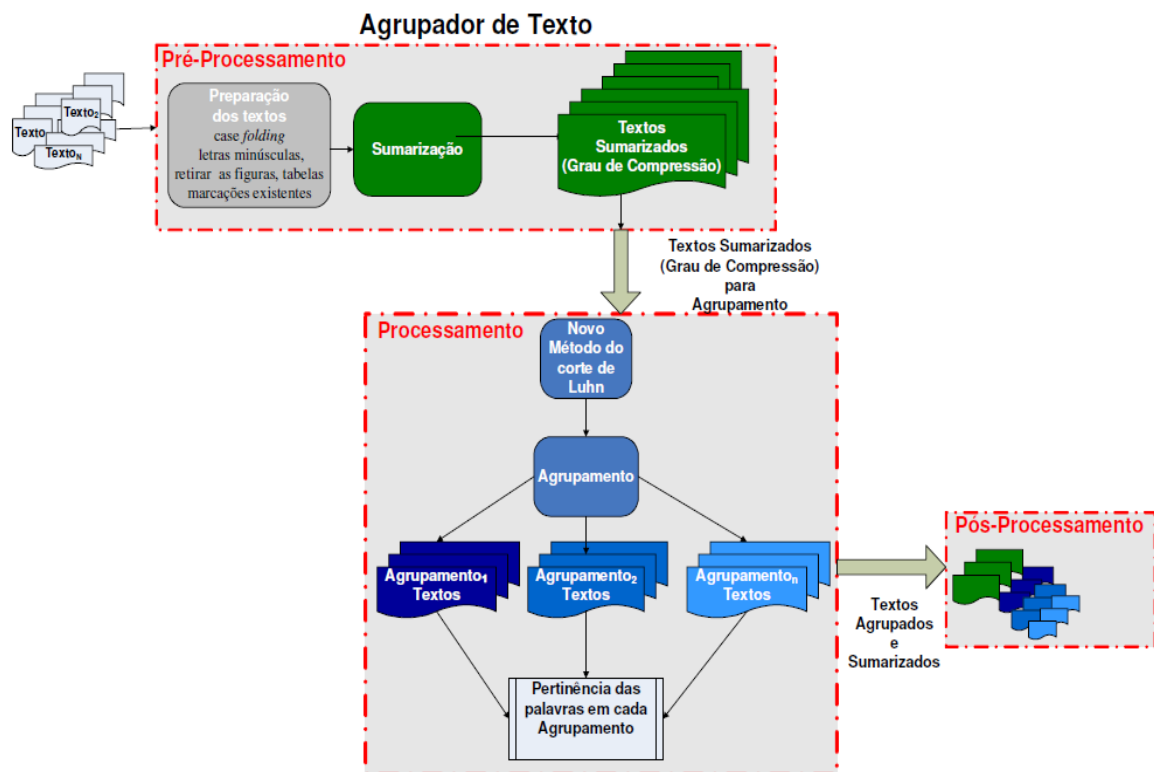 Agrupador de Texto
Pré-Processamento
Texto
Texto2
TextoN
Preparação
dos textos
case folding
letras minúsculas,
retirar as figuras, tabelas
marcações existentes
Sumarização
Textos
Sumarizados
(Grau de Compressão)
Textos Sumarizados
(Grau de Compressão)
para
Agrupamento
Processamento
Novo
Método do
corte de
Luhn
Agrupamento
Agrupamento1
Textos
Agrupamento2
Textos
Agrupamenton
Textos
Pertinência das
palavras em cada
Agrupamento
Textos
Agrupados
e
Sumarizados
Pós-Processamento